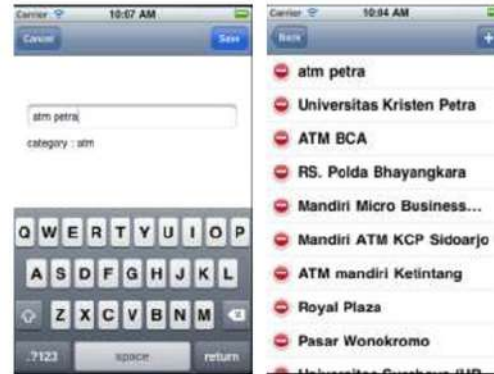 Carrier 10:07 AM
Cancel Save
atm petra
category : atm
Q W E R T Y U I O P
A S D F G H J K L
Z X C V B N M
.?123 space return
Carrier 10:04 AM
Back +
atm petra
Universitas Kristen Petra
ATM BCA
RS. Polda Bhayangkara
Mandiri Micro Business...
Mandiri ATM KCP Sidoarjo
ATM mandiri Ketintang
Royal Plaza
Pasar Wonokromo